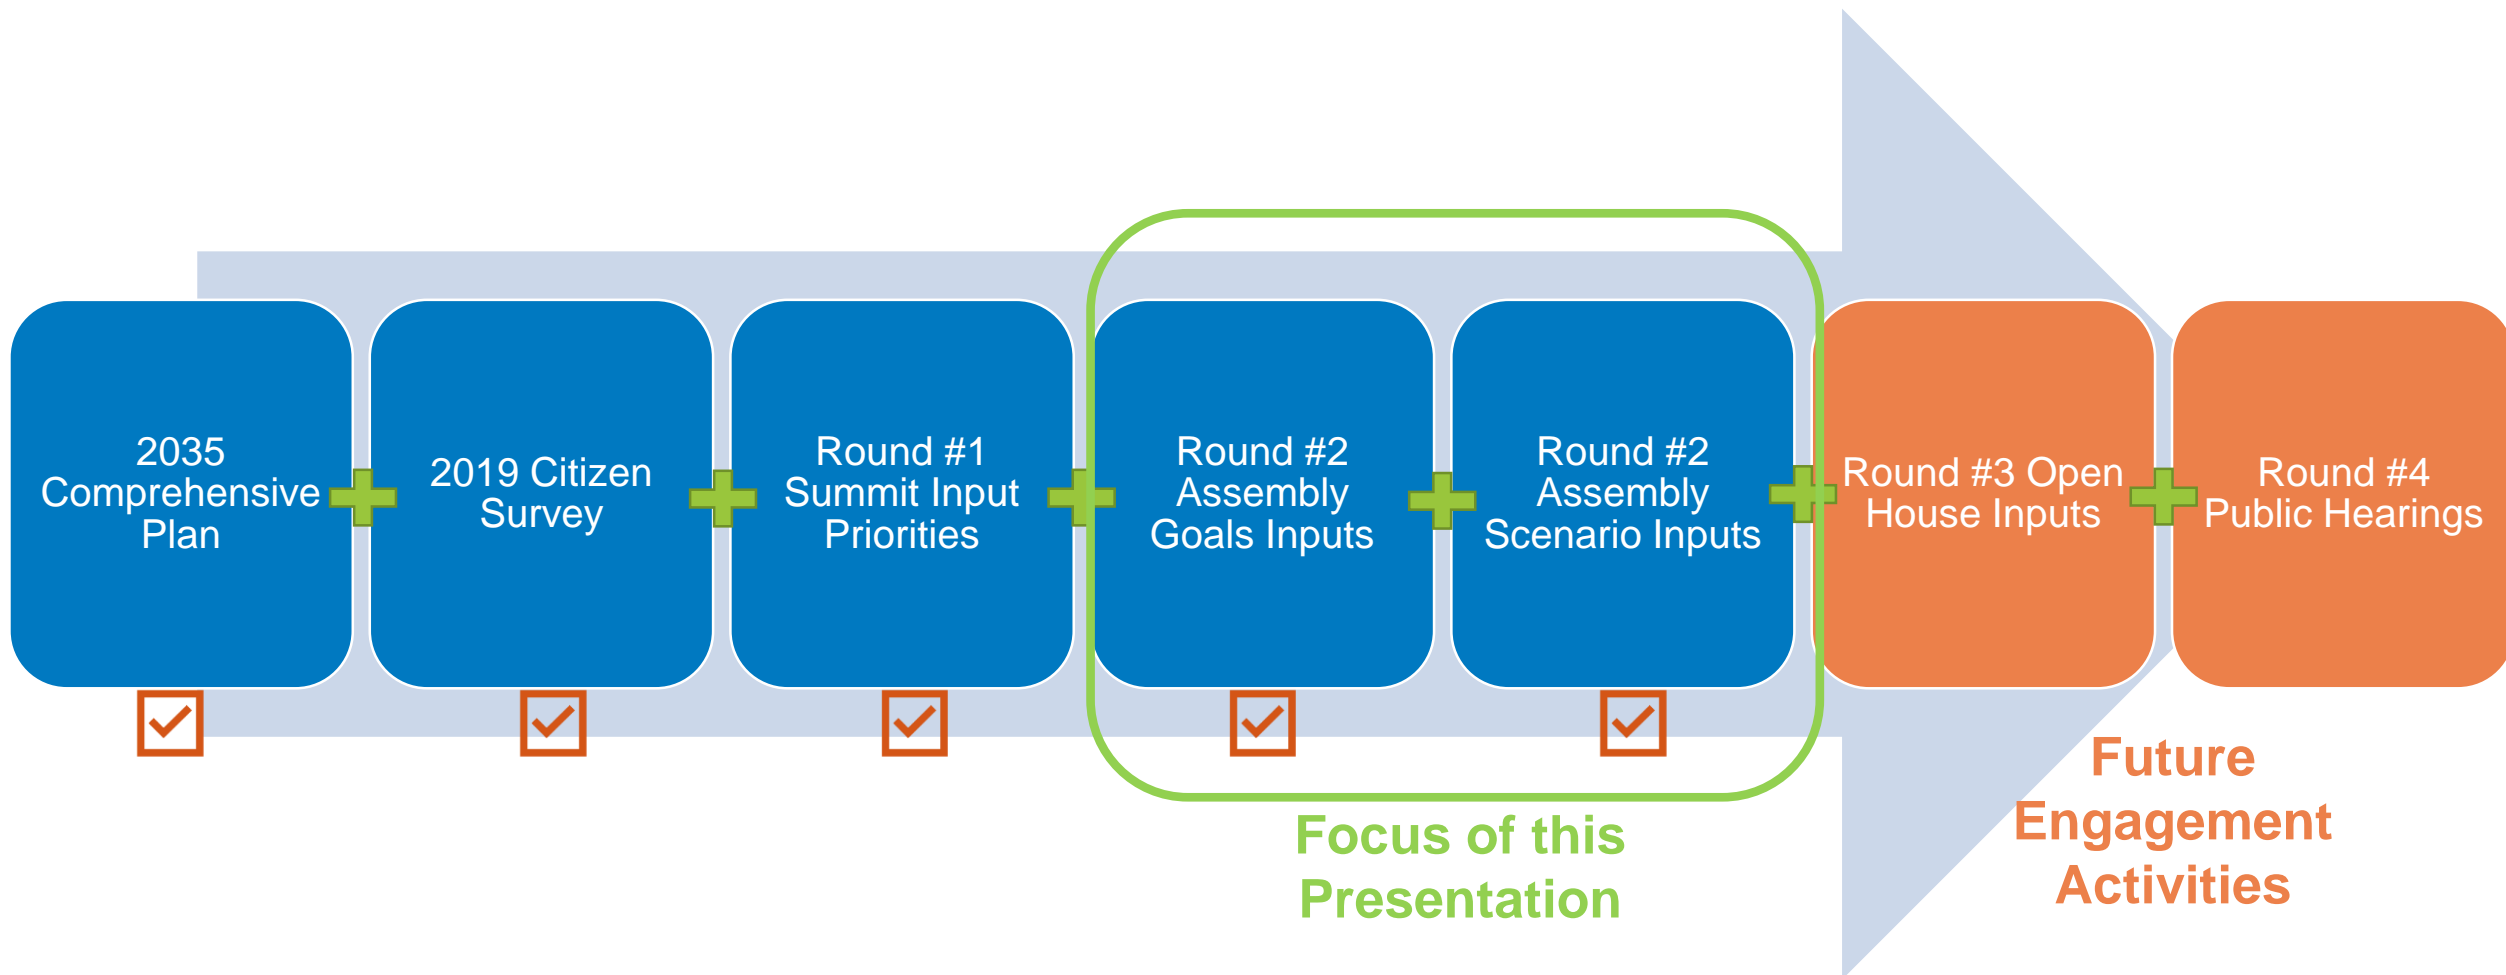 2035
Comprehensive
Plan
2019 Citizen
Survey
Round #1
Summit Input
Priorities
Round #2
Assembly
Goals Inputs
Round #2
Assembly
Scenario Inputs
Round #3 Open
House Inputs
Round #4
Public Hearings
Focus of this
Presentation
Future
Engagement
Activities